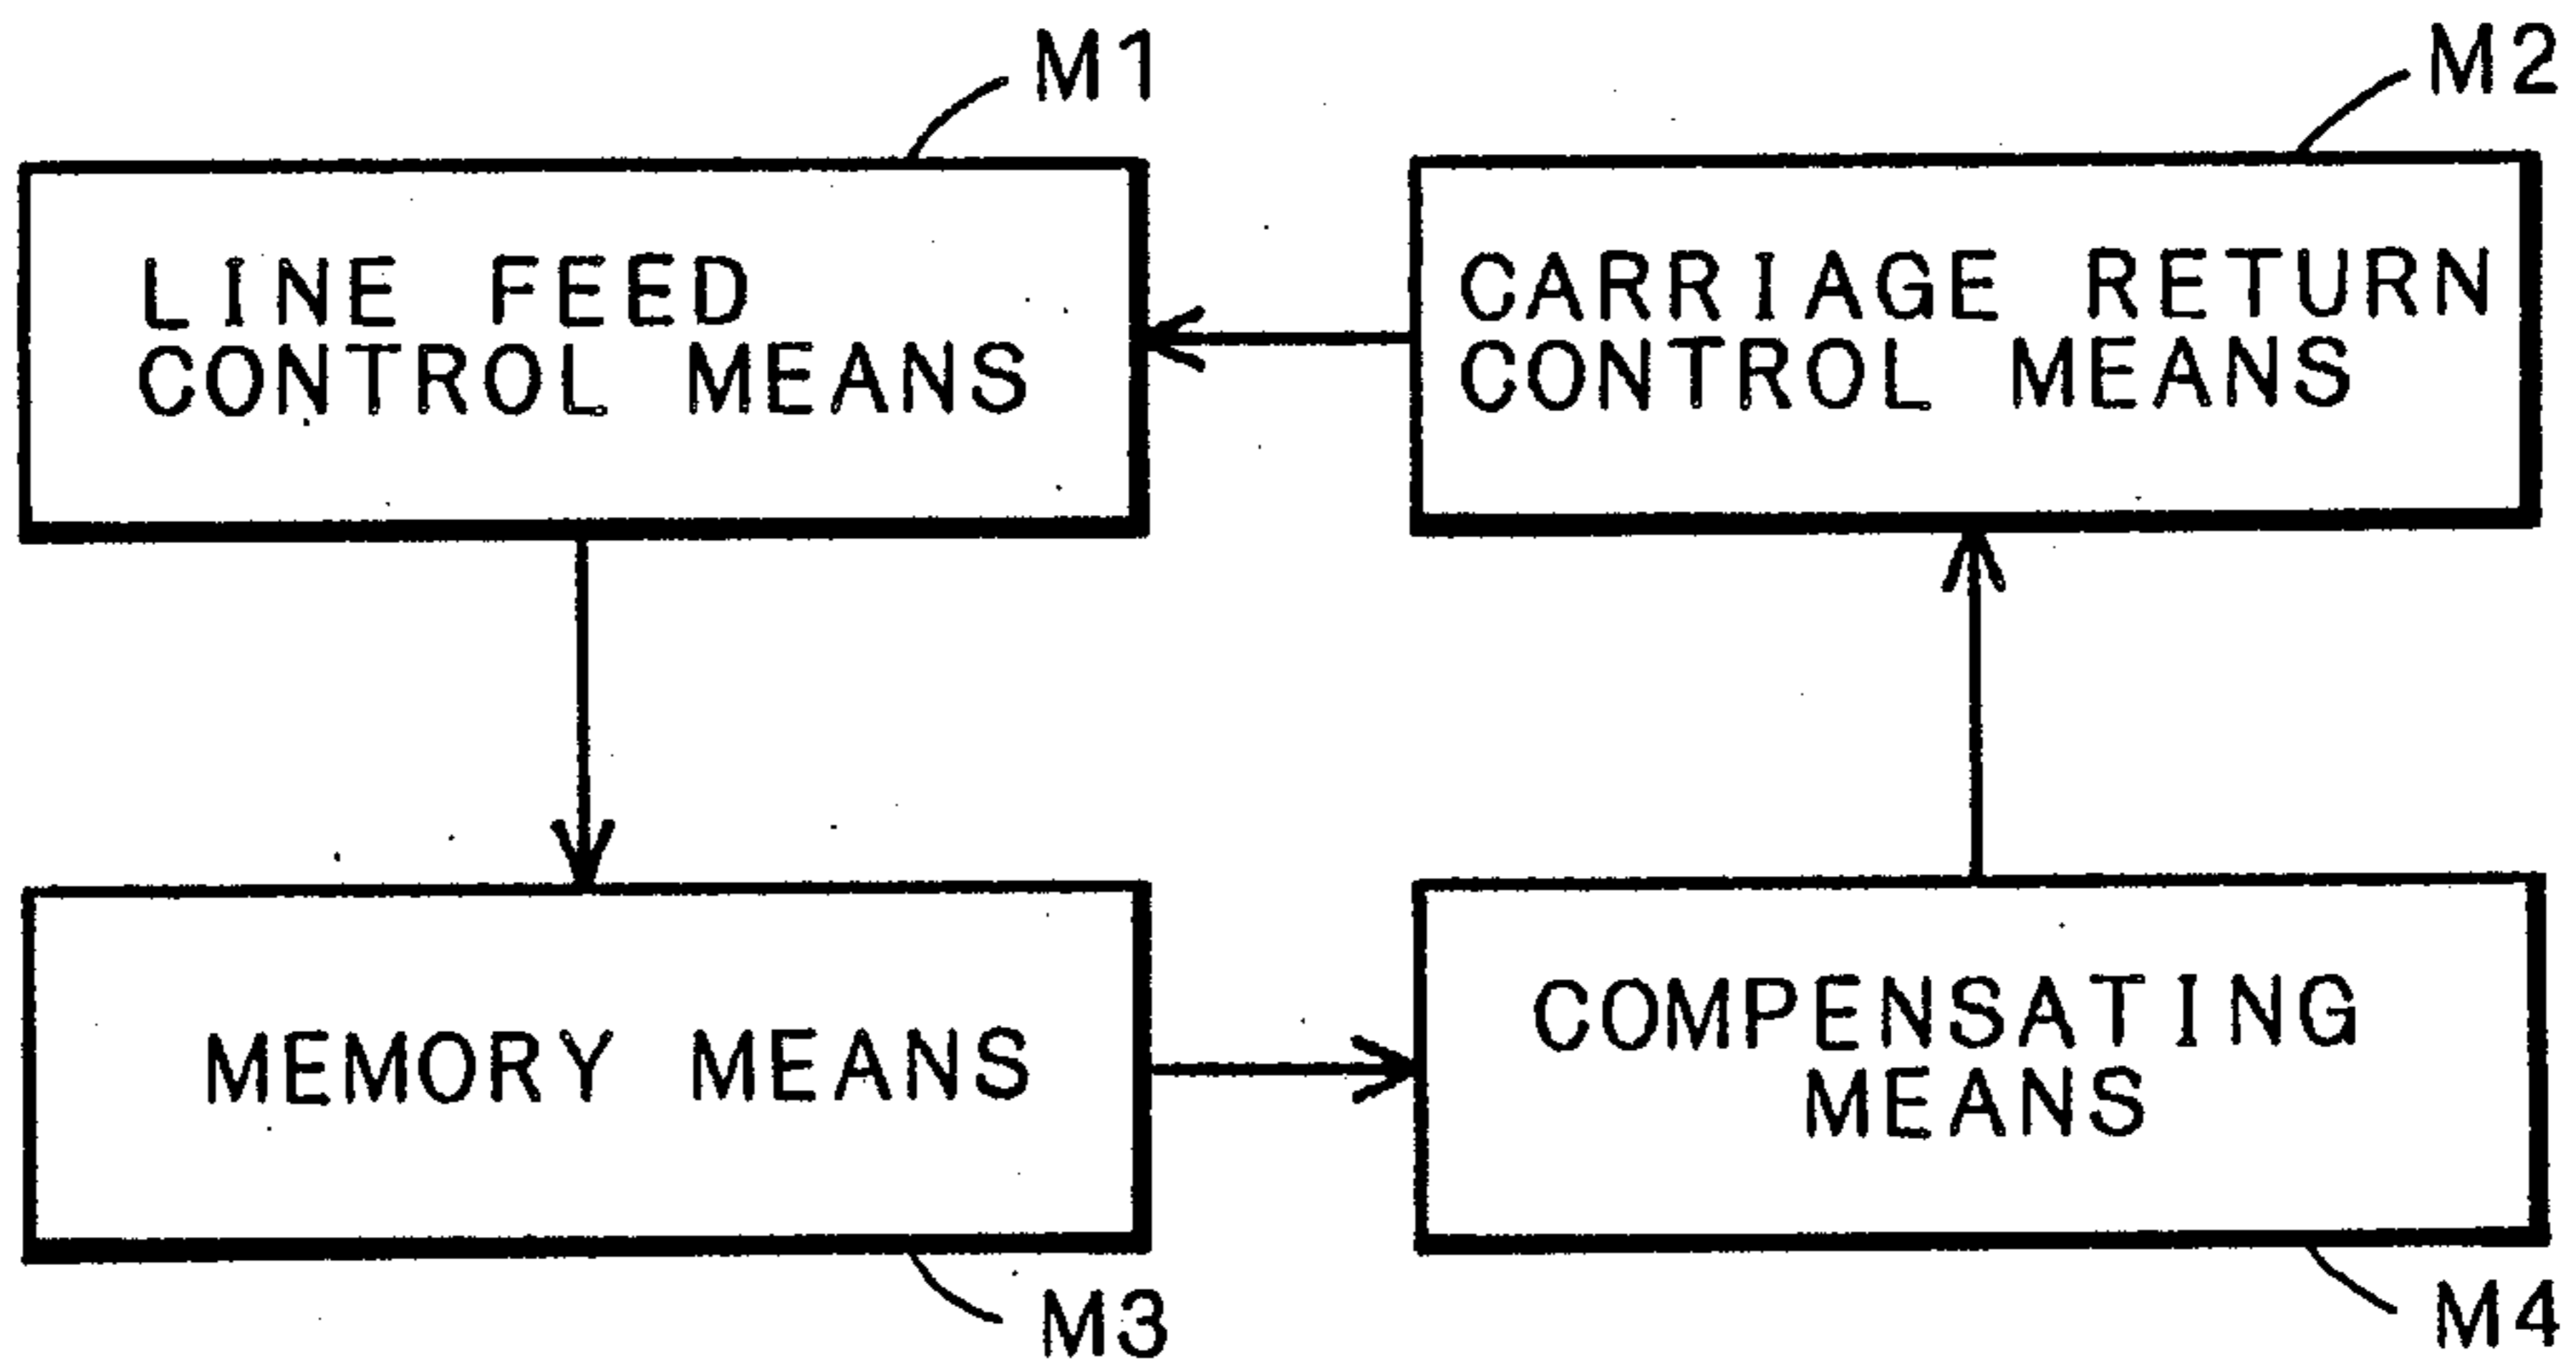 M1
M2
LINE FEED
CONTROL MEANS
CARRIAGE RETURN
CONTROL MEANS
MEMORY MEANS
COMPENSATING
MEANS
M3
M4